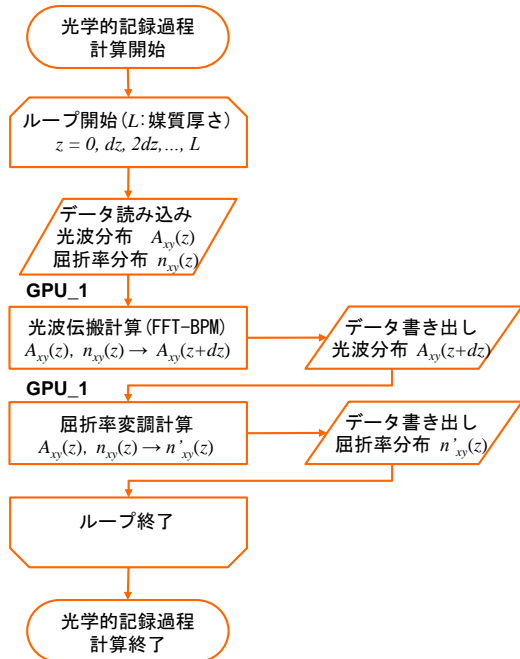 光学的記録過程
計算開始
ループ開始(L:媒質厚さ)
z = 0, dz, 2dz,..., L
データ読み込み
光波分布 Axy(z)
屈折率分布 nxy(z)
GPU_1
光波伝搬計算(FFT-BPM)
Axy(z), nxy(z) → Axy(z+dz)
データ書き出し
光波分布 Axy(z+dz)
GPU_1
屈折率変調計算
Axy(z), nxy(z) → n’xy(z)
データ書き出し
屈折率分布 n’xy(z)
ループ終了
光学的記録過程
計算終了